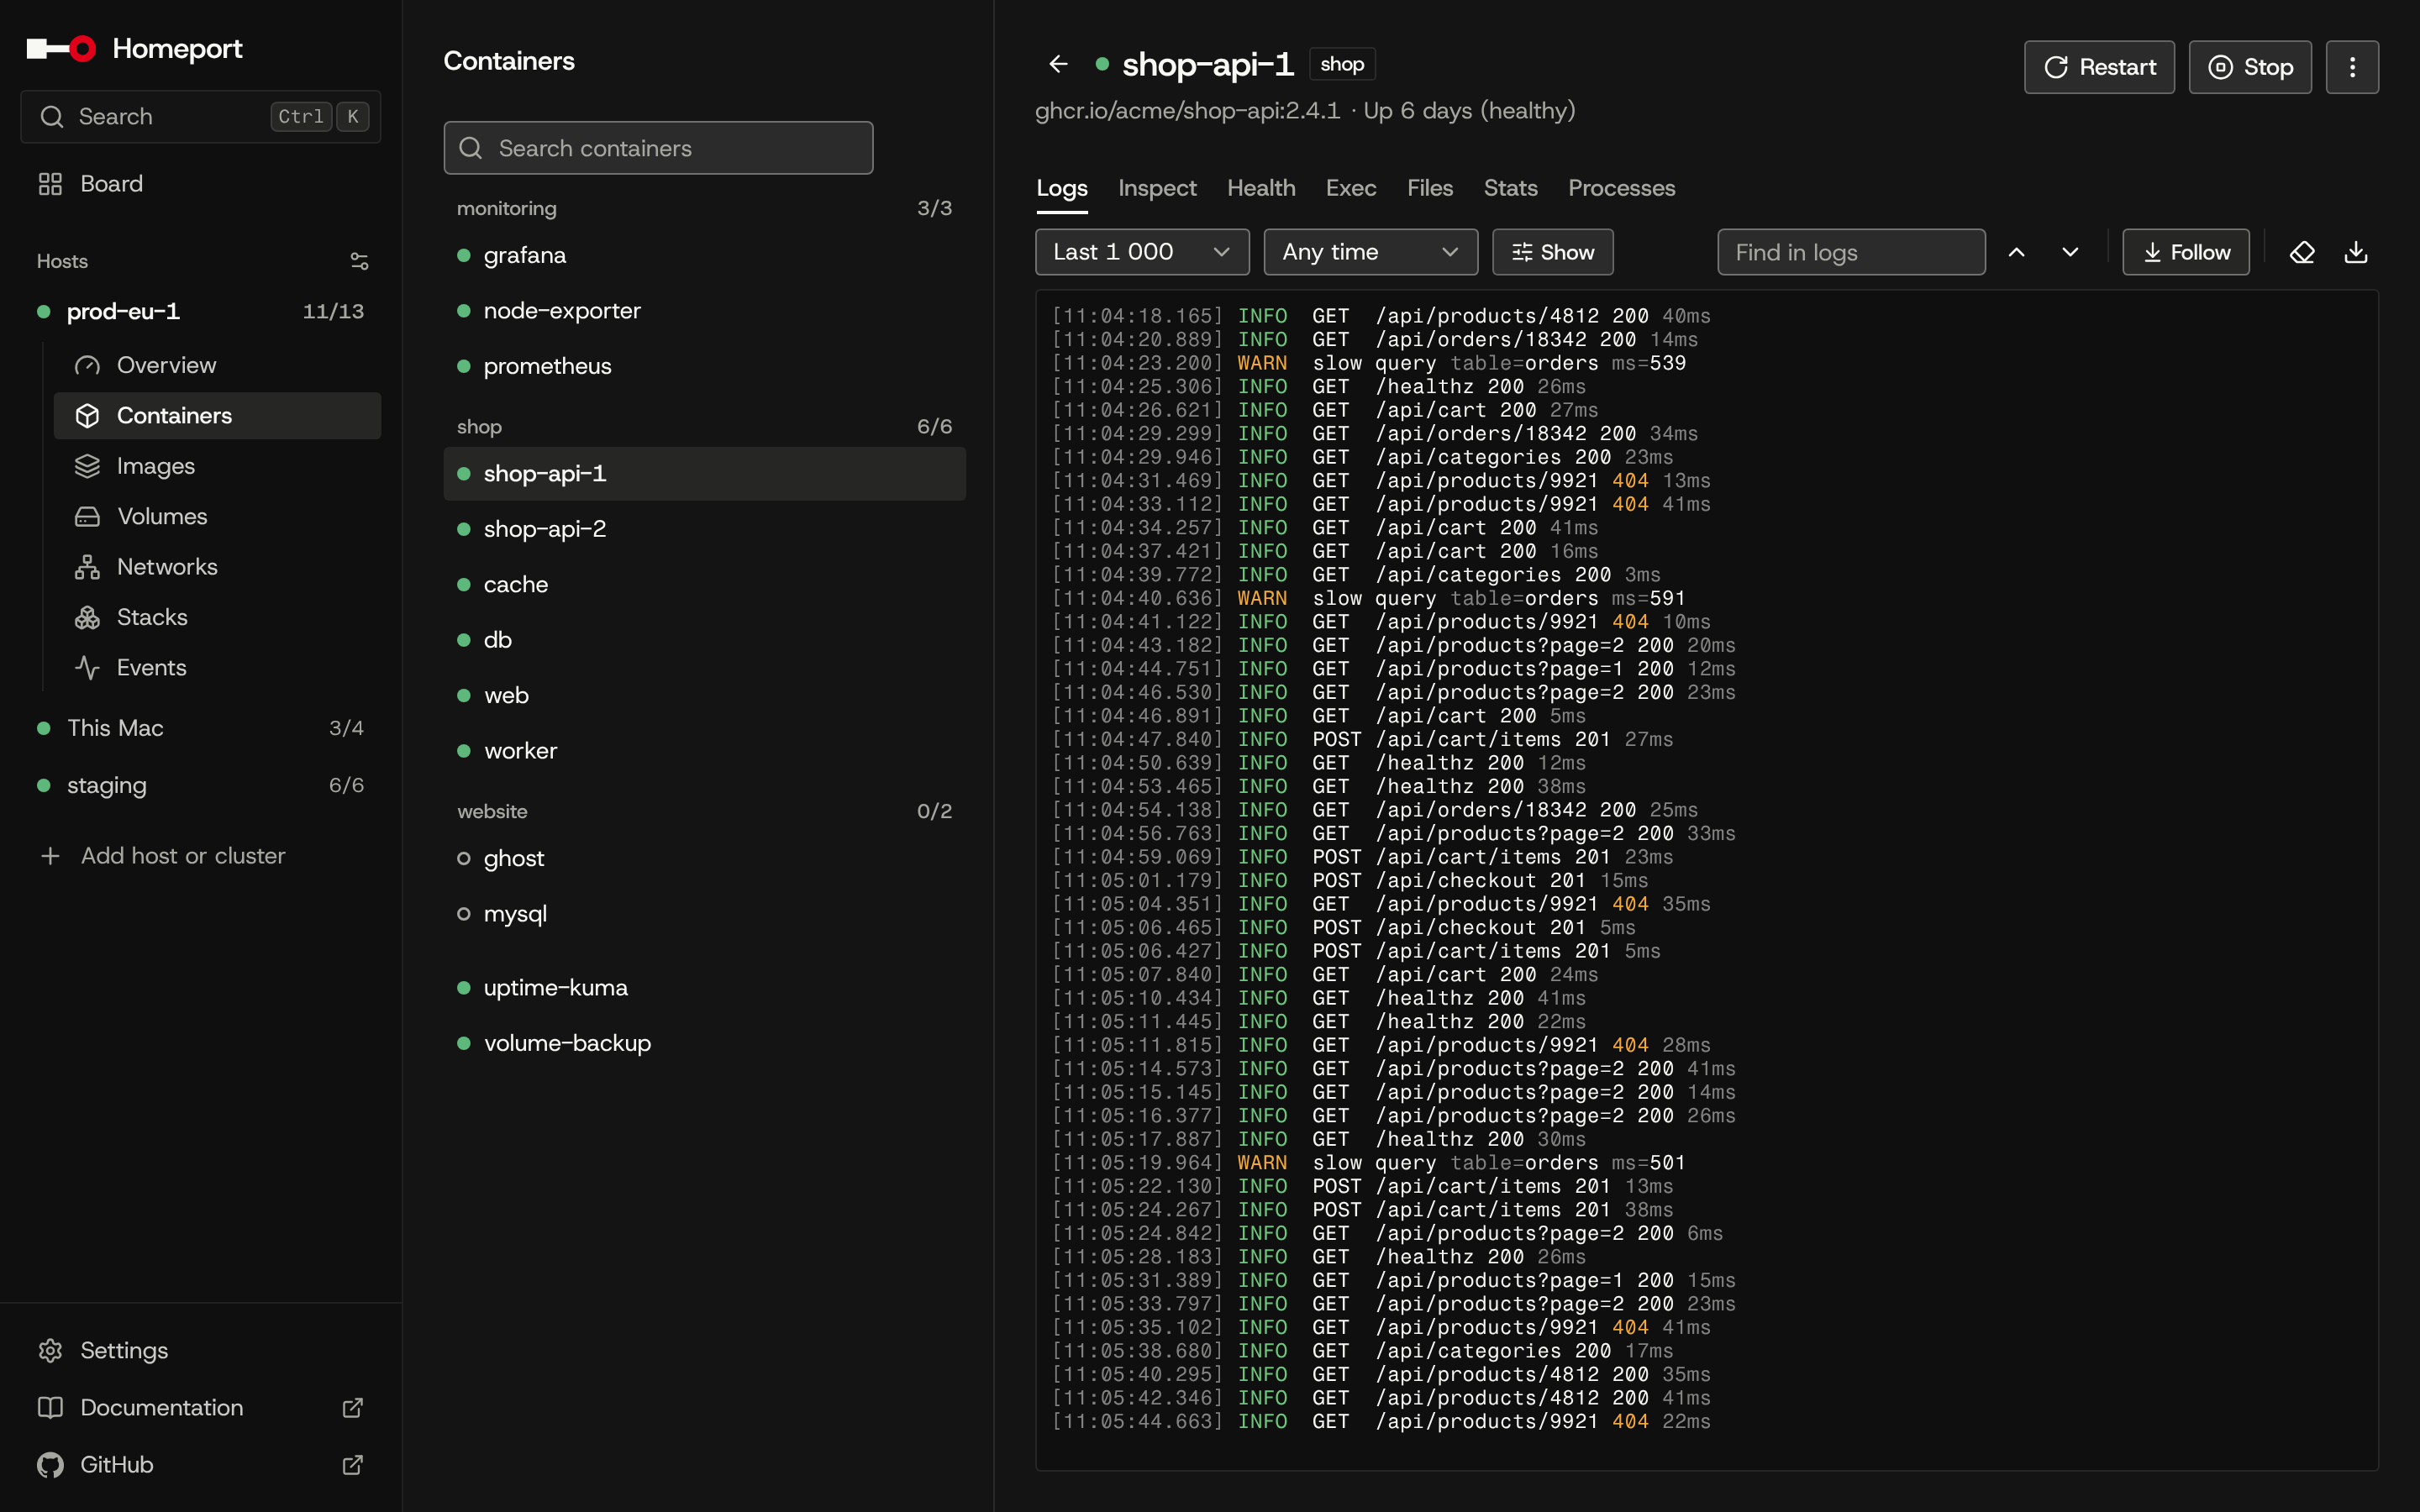 Homeport
Search Ctrl K
Board
Hosts
prod-eu-1 11/13
Overview
Containers
Images
Volumes
Networks
Stacks
Events
This Mac 3/4
staging 6/6
Add host or cluster
Settings
Documentation
GitHub
Containers
Search containers
monitoring 3/3
grafana
node-exporter
prometheus
shop 6/6
shop-api-1
shop-api-2
cache
db
web
worker
website 0/2
ghost
mysql
uptime-kuma
volume-backup
shop-api-1 shop
Restart Stop
ghcr.io/acme/shop-api:2.4.1 · Up 6 days (healthy)
Logs Inspect Health Exec Files Stats Processes
Last 1 000 Any time Show Find in logs Follow
[11:04:18.165] INFO GET /api/products/4812 200 40ms
[11:04:20.889] INFO GET /api/orders/18342 200 14ms
[11:04:23.200] WARN slow query table=orders ms=539
[11:04:25.306] INFO GET /healthz 200 26ms
[11:04:26.621] INFO GET /api/cart 200 27ms
[11:04:29.299] INFO GET /api/orders/18342 200 34ms
[11:04:29.946] INFO GET /api/categories 200 23ms
[11:04:31.469] INFO GET /api/products/9921 404 13ms
[11:04:33.112] INFO GET /api/products/9921 404 41ms
[11:04:34.257] INFO GET /api/cart 200 41ms
[11:04:37.421] INFO GET /api/cart 200 16ms
[11:04:39.772] INFO GET /api/categories 200 3ms
[11:04:40.636] WARN slow query table=orders ms=591
[11:04:41.122] INFO GET /api/products/9921 404 10ms
[11:04:43.182] INFO GET /api/products?page=2 200 20ms
[11:04:44.751] INFO GET /api/products?page=1 200 12ms
[11:04:46.530] INFO GET /api/products?page=2 200 23ms
[11:04:46.891] INFO GET /api/cart 200 5ms
[11:04:47.840] INFO POST /api/cart/items 201 27ms
[11:04:50.639] INFO GET /healthz 200 12ms
[11:04:53.465] INFO GET /healthz 200 38ms
[11:04:54.138] INFO GET /api/orders/18342 200 25ms
[11:04:56.763] INFO GET /api/products?page=2 200 33ms
[11:04:59.069] INFO POST /api/cart/items 201 23ms
[11:05:01.179] INFO POST /api/checkout 201 15ms
[11:05:04.351] INFO GET /api/products/9921 404 35ms
[11:05:06.465] INFO POST /api/checkout 201 5ms
[11:05:06.427] INFO POST /api/cart/items 201 5ms
[11:05:07.840] INFO GET /api/cart 200 24ms
[11:05:10.434] INFO GET /healthz 200 41ms
[11:05:11.445] INFO GET /healthz 200 22ms
[11:05:11.815] INFO GET /api/products/9921 404 28ms
[11:05:14.573] INFO GET /api/products?page=2 200 41ms
[11:05:15.145] INFO GET /api/products?page=2 200 14ms
[11:05:16.377] INFO GET /api/products?page=2 200 26ms
[11:05:17.887] INFO GET /healthz 200 30ms
[11:05:19.964] WARN slow query table=orders ms=501
[11:05:22.130] INFO POST /api/cart/items 201 13ms
[11:05:24.267] INFO POST /api/cart/items 201 38ms
[11:05:24.842] INFO GET /api/products?page=2 200 6ms
[11:05:28.183] INFO GET /healthz 200 26ms
[11:05:31.389] INFO GET /api/products?page=1 200 15ms
[11:05:33.797] INFO GET /api/products?page=2 200 23ms
[11:05:35.102] INFO GET /api/products/9921 404 41ms
[11:05:38.680] INFO GET /api/categories 200 17ms
[11:05:40.295] INFO GET /api/products/4812 200 35ms
[11:05:42.346] INFO GET /api/products/4812 200 41ms
[11:05:44.663] INFO GET /api/products/9921 404 22ms